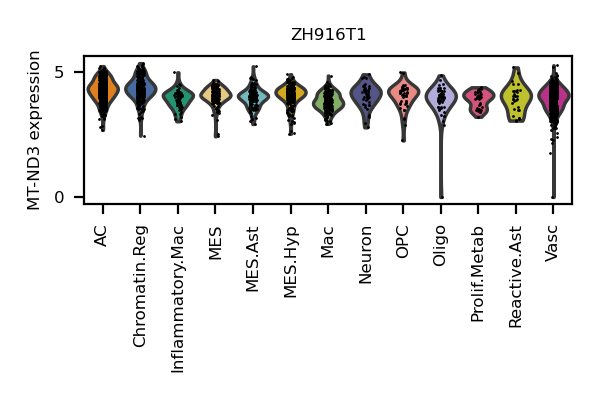 ZH916T1
MT-ND3 expression
5
0
AC
Chromatin.Reg
Inflammatory.Mac
MES
MES.Ast
MES.Hyp
Mac
Neuron
OPC
Oligo
Prolif.Metab
Reactive.Ast
Vasc